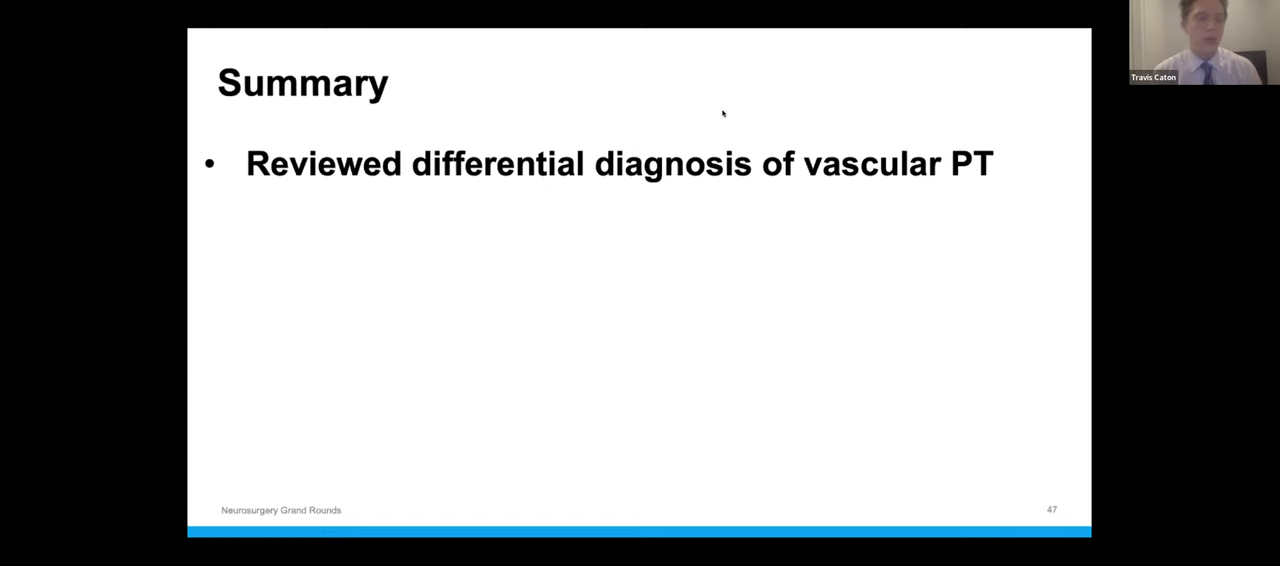 Summary
• Reviewed differential diagnosis of vascular PT
Neurosurgery Grand Rounds
47
Travis Caton